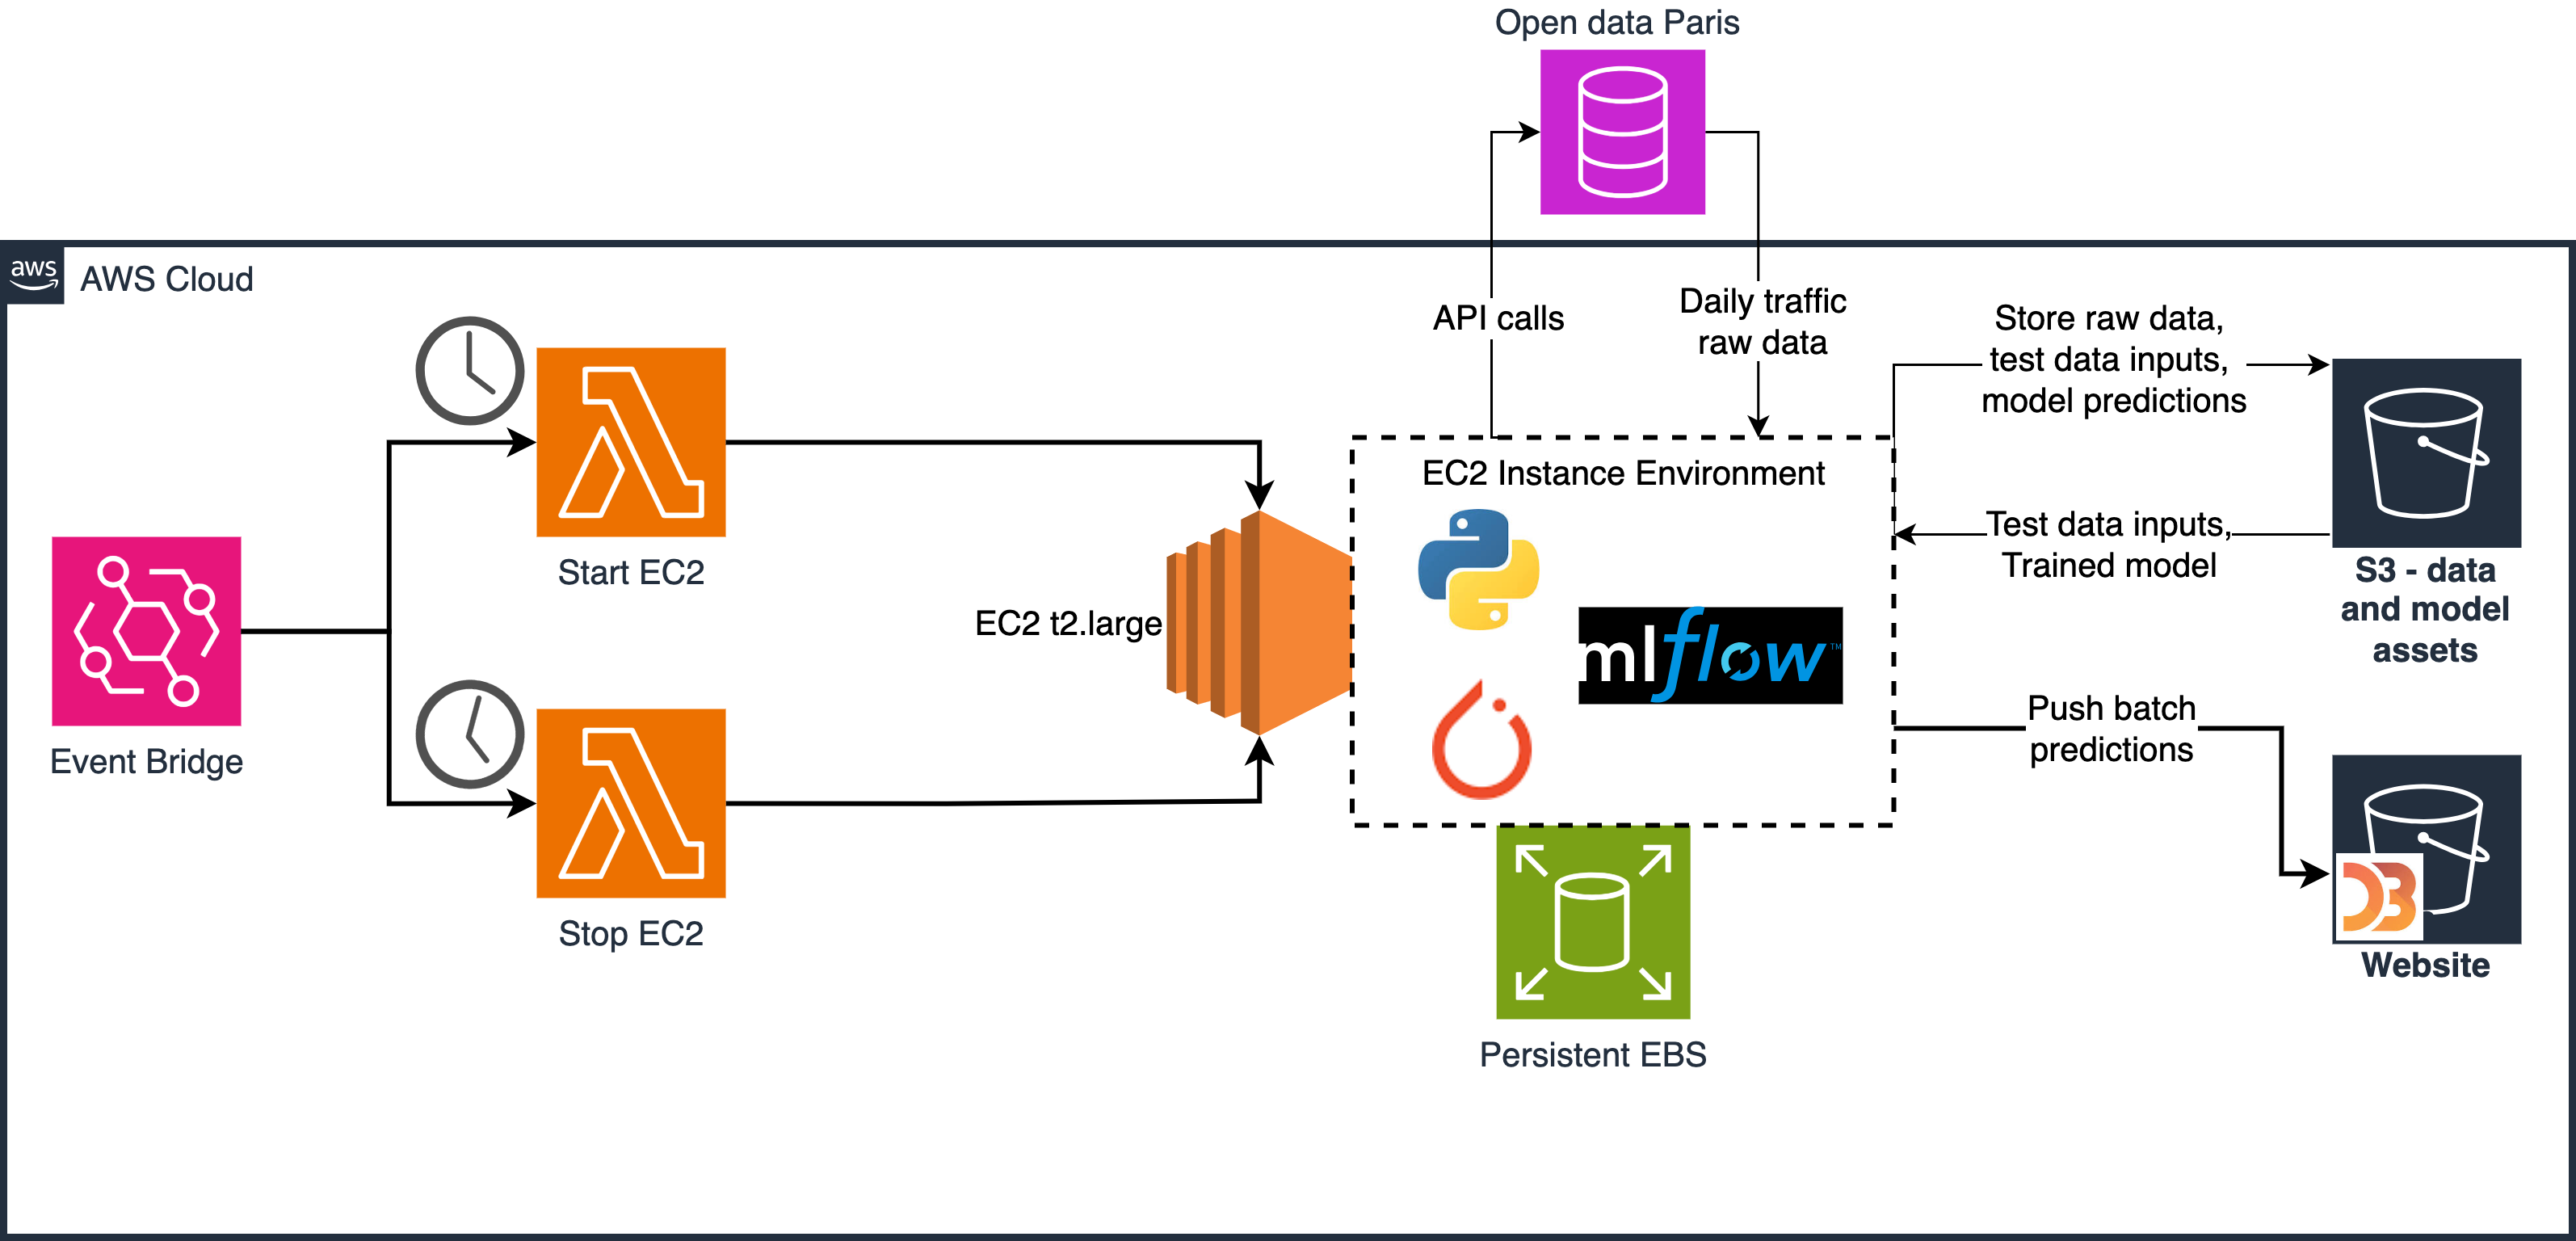 Open data Paris
aws
AWS Cloud
API calls
Daily traffic
raw data
Store raw data,
test data inputs,
model predictions
EC2 Instance Environment
Start EC2
Test data inputs,
Trained model
S3 - data
and model
assets
EC2 t2.large
mlflow™
Event Bridge
Push batch
predictions
Stop EC2
D3
Website
Persistent EBS